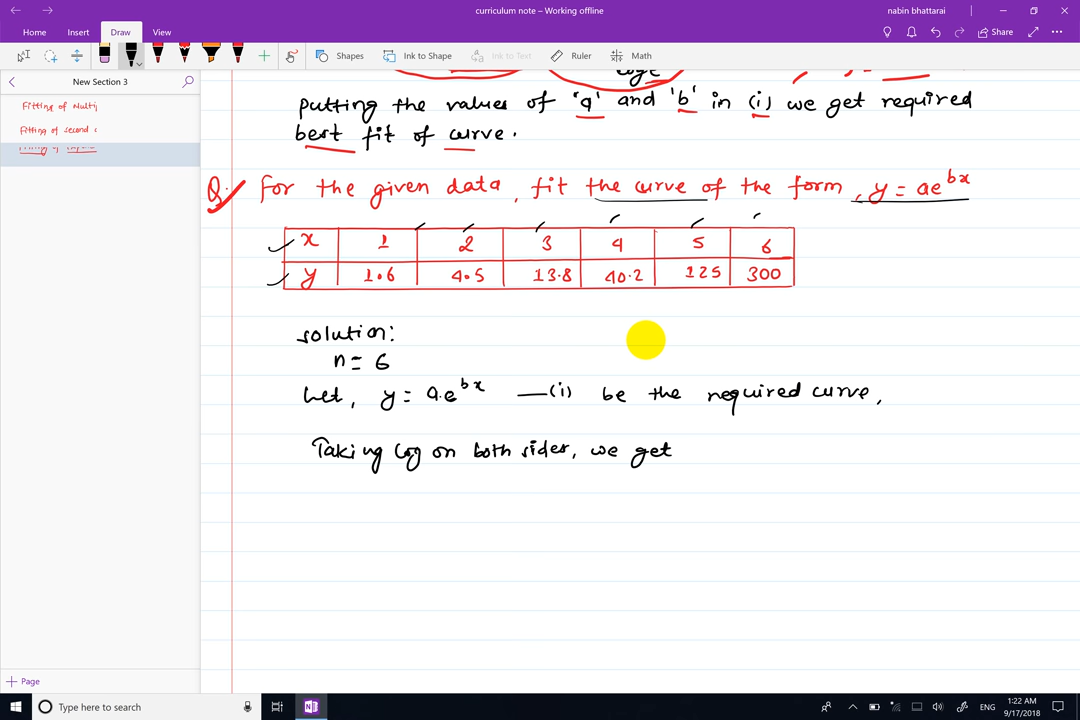 curriculum note – Working offline
nabin bhattarai
Home Insert Draw View
Share
Shapes Ink to Shape Ink to Text Ruler Math
New Section 3
Fitting of Multi
Fitting of second
putting the values of 'a' and 'b' in (i) we get required
best fit of curve.
Q. For the given data, fit the curve of the form, y = ae^bx
x 1 2 3 4 5 6
y 1.6 4.5 13.8 40.2 125 300
solution:
n = 6
Let, y = a.e^bx —(i) be the required curve,
Taking log on both sides, we get
Page
Type here to search
ENG
1:22 AM
9/17/2018